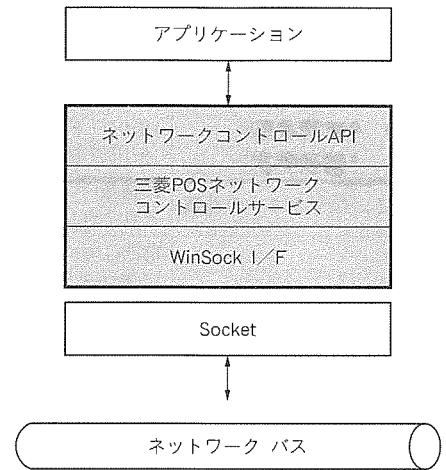 アプリケーション
ネットワークコントロールAPI
三菱POSネットワーク
コントロールサービス
WinSock I／F
Socket
ネットワーク バス